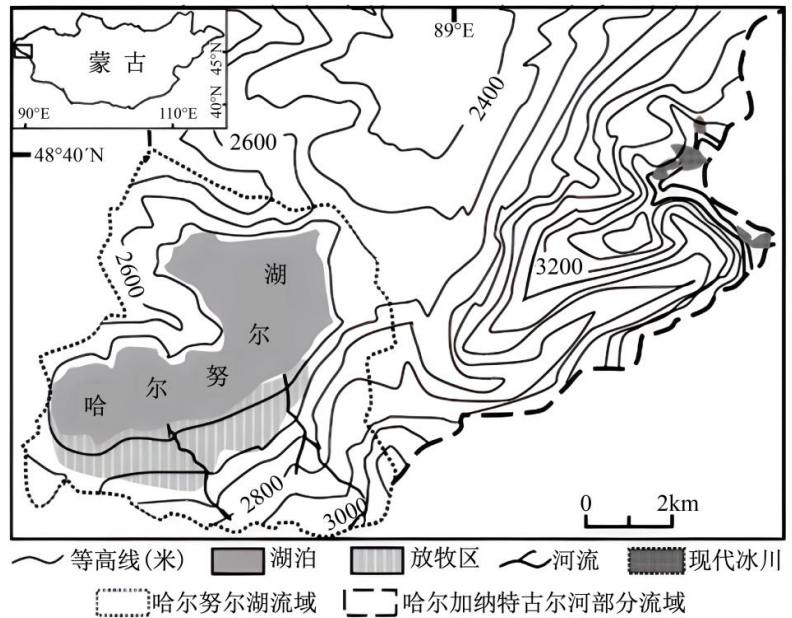 蒙古
45°N
40°N
90°E
110°E
89°E
48°40′N
2400
2600
2600
3200
湖
尔
努
尔
哈
2800
3000
0 2km
等高线(米) 湖泊 放牧区 河流 现代冰川
哈尔努尔湖流域 哈尔加纳特古尔河部分流域